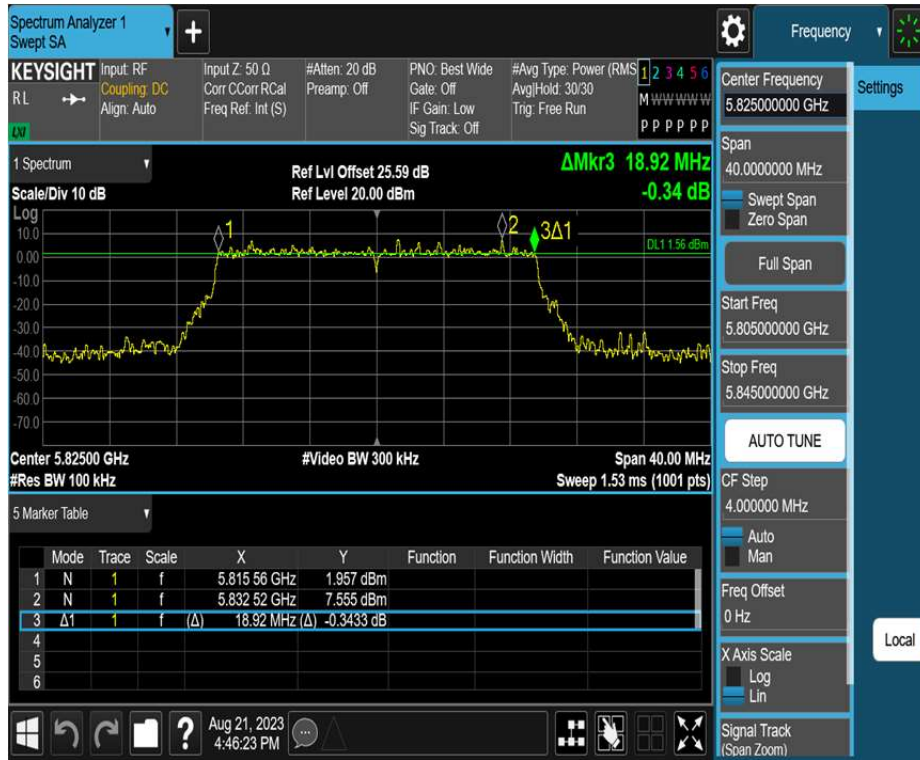 Spectrum Analyzer 1
Swept SA
Frequency
KEYSIGHT
R L
LXI
Input: RF
Coupling: DC
Align: Auto
Input Z: 50 Ω
Corr CCorr RCal
Freq Ref: Int (S)
#Atten: 20 dB
Preamp: Off
PNO: Best Wide
Gate: Off
IF Gain: Low
Sig Track: Off
#Avg Type: Power (RMS
Avg|Hold: 30/30
Trig: Free Run
1 2 3 4 5 6
M W W W W W
P P P P P P
1 Spectrum
Scale/Div 10 dB
Ref Lvl Offset 25.59 dB
Ref Level 20.00 dBm
ΔMkr3 18.92 MHz
-0.34 dB
Log
10.0
0.00
-10.0
-20.0
-30.0
-40.0
-50.0
-60.0
-70.0
1
2
3Δ1
DL1 1.56 dBm
Center 5.82500 GHz
#Video BW 300 kHz
Span 40.00 MHz
#Res BW 100 kHz
Sweep 1.53 ms (1001 pts)
5 Marker Table
Mode Trace Scale X Y Function Function Width Function Value
1 N 1 f 5.815 56 GHz 1.957 dBm
2 N 1 f 5.832 52 GHz 7.555 dBm
3 Δ1 1 f (Δ) 18.92 MHz (Δ) -0.3433 dB
4
5
6
?
Aug 21, 2023
4:46:23 PM
Center Frequency
5.825000000 GHz
Span
40.0000000 MHz
Swept Span
Zero Span
Full Span
Start Freq
5.805000000 GHz
Stop Freq
5.845000000 GHz
AUTO TUNE
CF Step
4.000000 MHz
Auto
Man
Freq Offset
0 Hz
X Axis Scale
Log
Lin
Signal Track
(Span Zoom)
Settings
Local